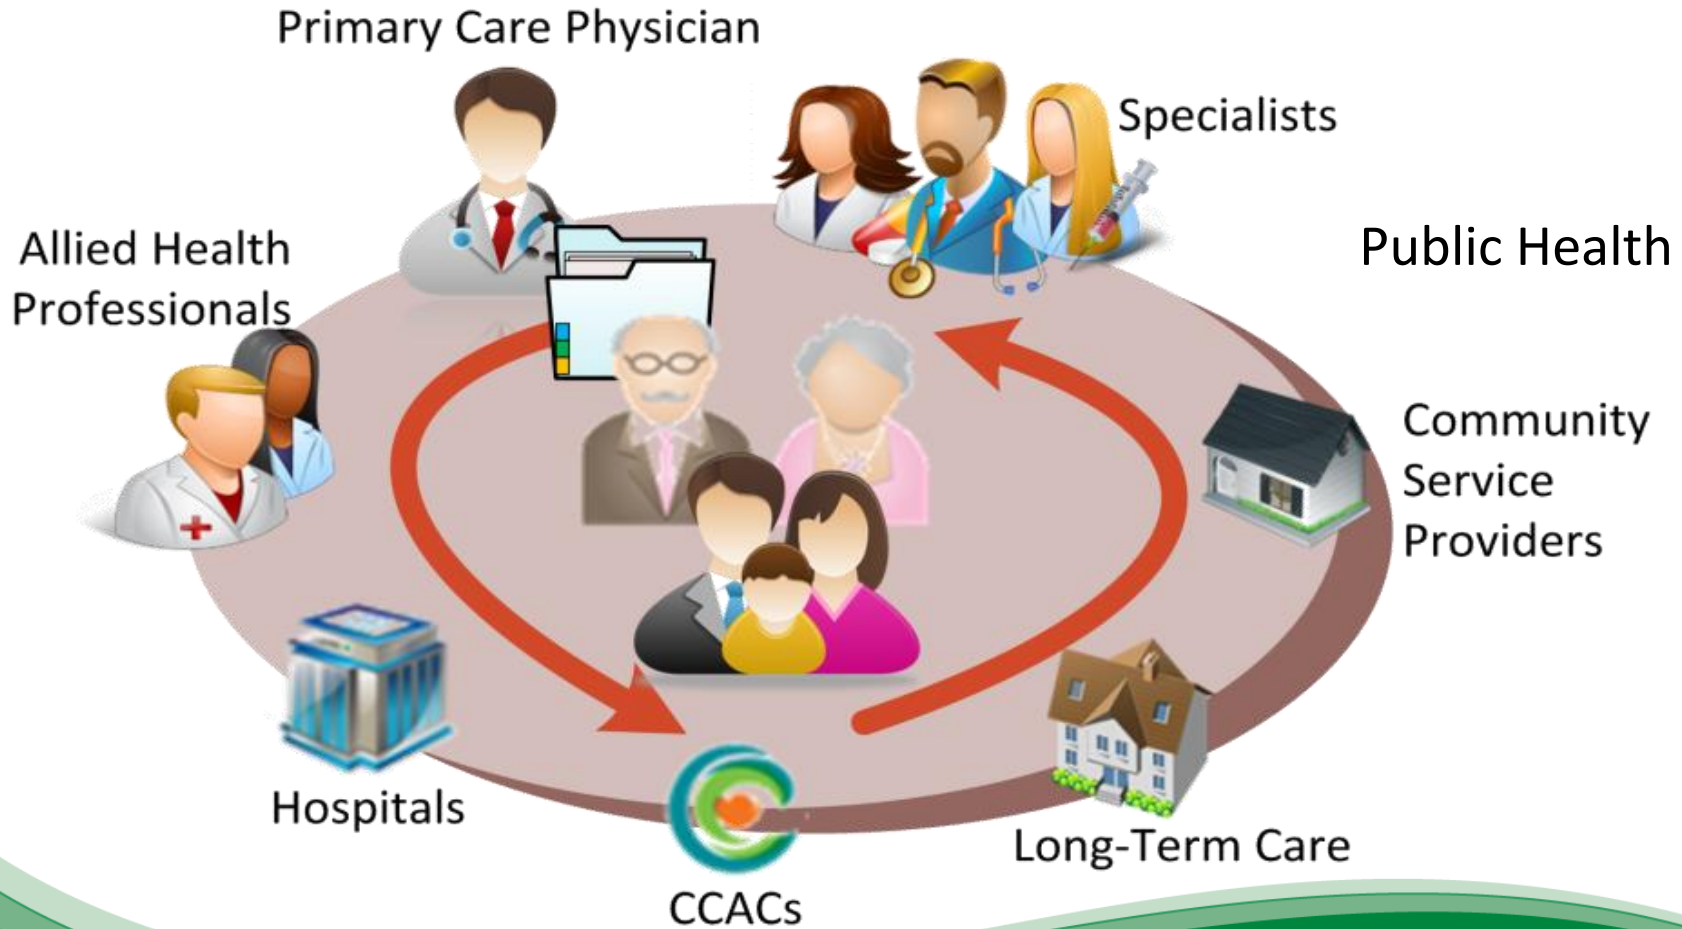 Primary Care Physician
Specialists
Allied Health
Professionals
Public Health
Community
Service
Providers
Hospitals
Long-Term Care
CCACs